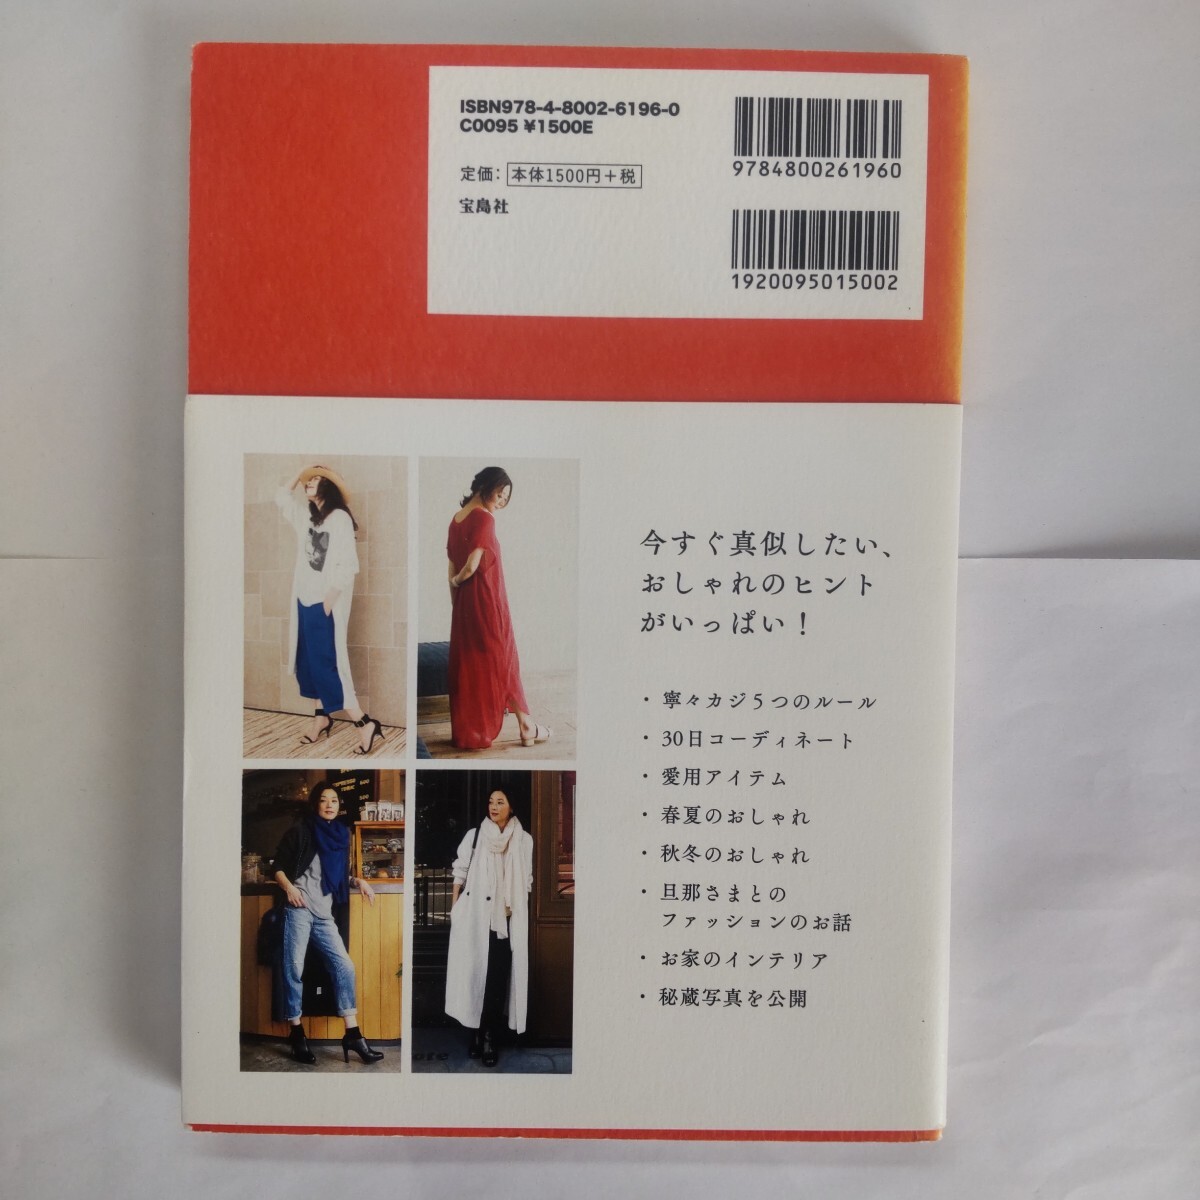 ISBN978-4-8002-6196-0
C0095 ¥1500E
定価: 本体1500円+税
宝島社
9784800261960
1920095015002
今すぐ真似したい、
おしゃれのヒント
がいっぱい!
・寧々カジ5つのルール
・30日コーディネート
・愛用アイテム
・春夏のおしゃれ
・秋冬のおしゃれ
・旦那さまとの
ファッションのお話
・お家のインテリア
・秘蔵写真を公開